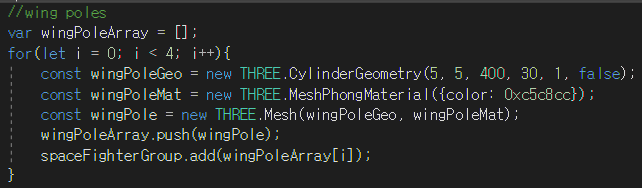 //wing poles
var wingPoleArray = [];
for(let i = 0; i < 4; i++){
    const wingPoleGeo = new THREE.CylinderGeometry(5, 5, 400, 30, 1, false);
    const wingPoleMat = new THREE.MeshPhongMaterial({color: 0xc5c8cc});
    const wingPole = new THREE.Mesh(wingPoleGeo, wingPoleMat);
    wingPoleArray.push(wingPole);
    spaceFighterGroup.add(wingPoleArray[i]);
}